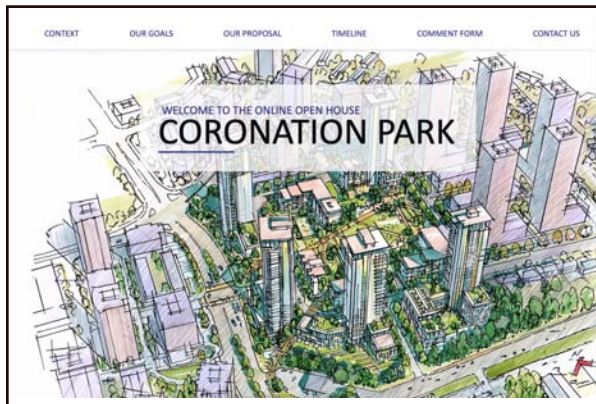 CONTEXT OUR GOALS OUR PROPOSAL TIMELINE COMMENT FORM CONTACT US
WELCOME TO THE ONLINE OPEN HOUSE
CORONATION PARK